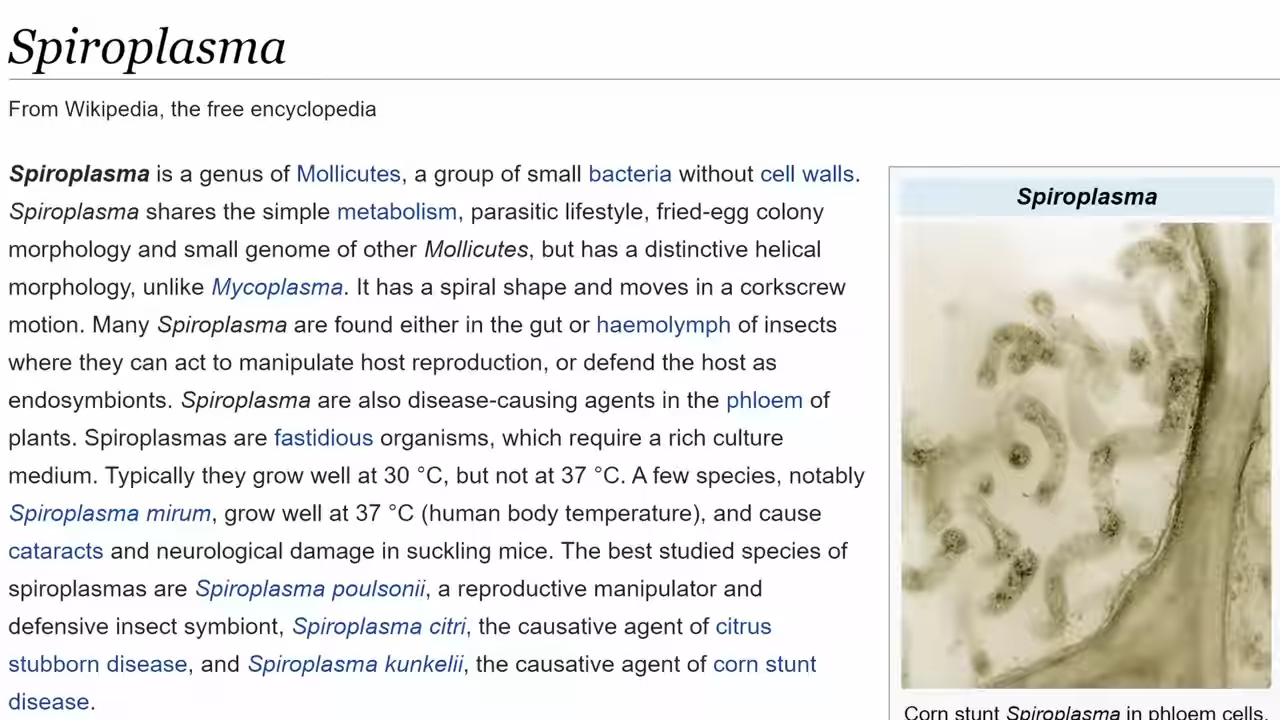 Spiroplasma
From Wikipedia, the free encyclopedia
Spiroplasma is a genus of Mollicutes, a group of small bacteria without cell walls.
Spiroplasma shares the simple metabolism, parasitic lifestyle, fried-egg colony
morphology and small genome of other Mollicutes, but has a distinctive helical
morphology, unlike Mycoplasma. It has a spiral shape and moves in a corkscrew
motion. Many Spiroplasma are found either in the gut or haemolymph of insects
where they can act to manipulate host reproduction, or defend the host as
endosymbionts. Spiroplasma are also disease-causing agents in the phloem of
plants. Spiroplasmas are fastidious organisms, which require a rich culture
medium. Typically they grow well at 30 °C, but not at 37 °C. A few species, notably
Spiroplasma mirum, grow well at 37 °C (human body temperature), and cause
cataracts and neurological damage in suckling mice. The best studied species of
spiroplasmas are Spiroplasma poulsonii, a reproductive manipulator and
defensive insect symbiont, Spiroplasma citri, the causative agent of citrus
stubborn disease, and Spiroplasma kunkelii, the causative agent of corn stunt
disease.
Spiroplasma
Corn stunt Spiroplasma in phloem cells.